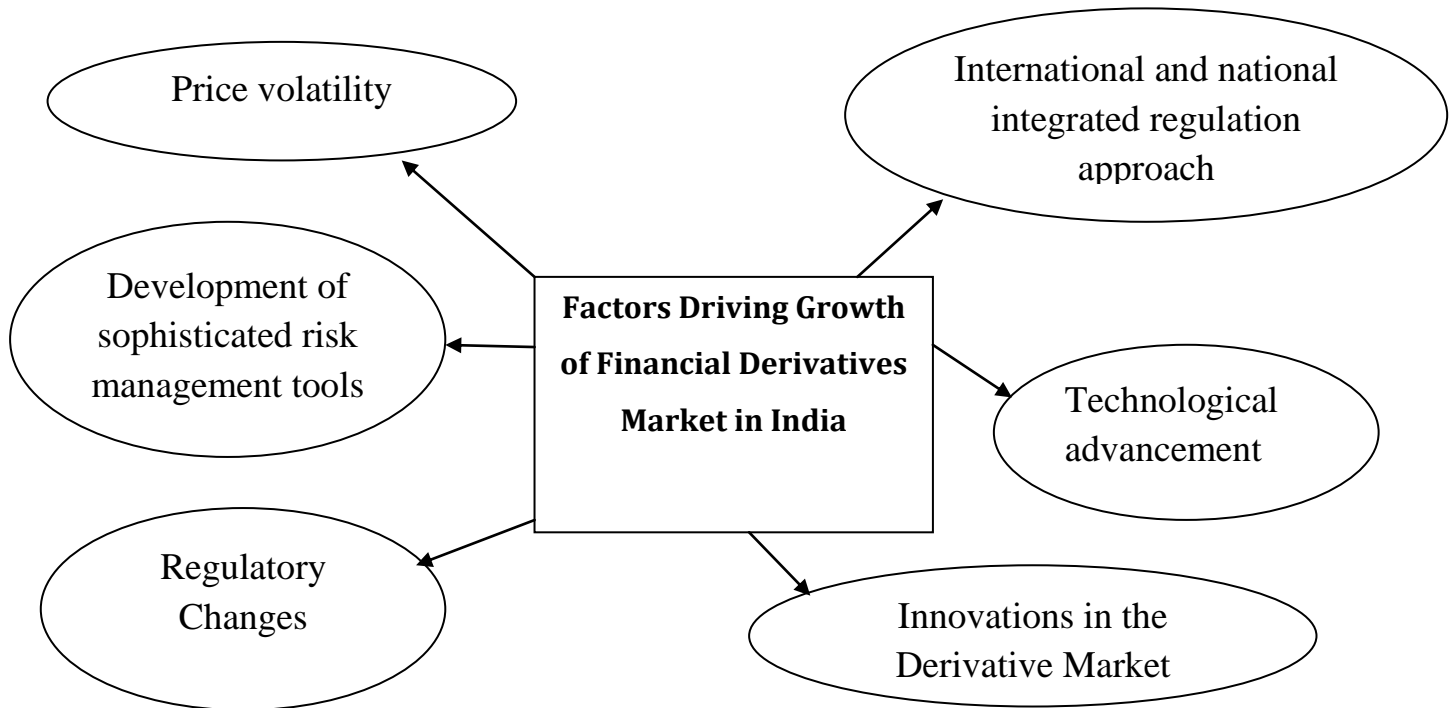 Price volatility
International and national
integrated regulation
approach
Development of
sophisticated risk
management tools
Factors Driving Growth
of Financial Derivatives
Market in India
Technological
advancement
Regulatory
Changes
Innovations in the
Derivative Market